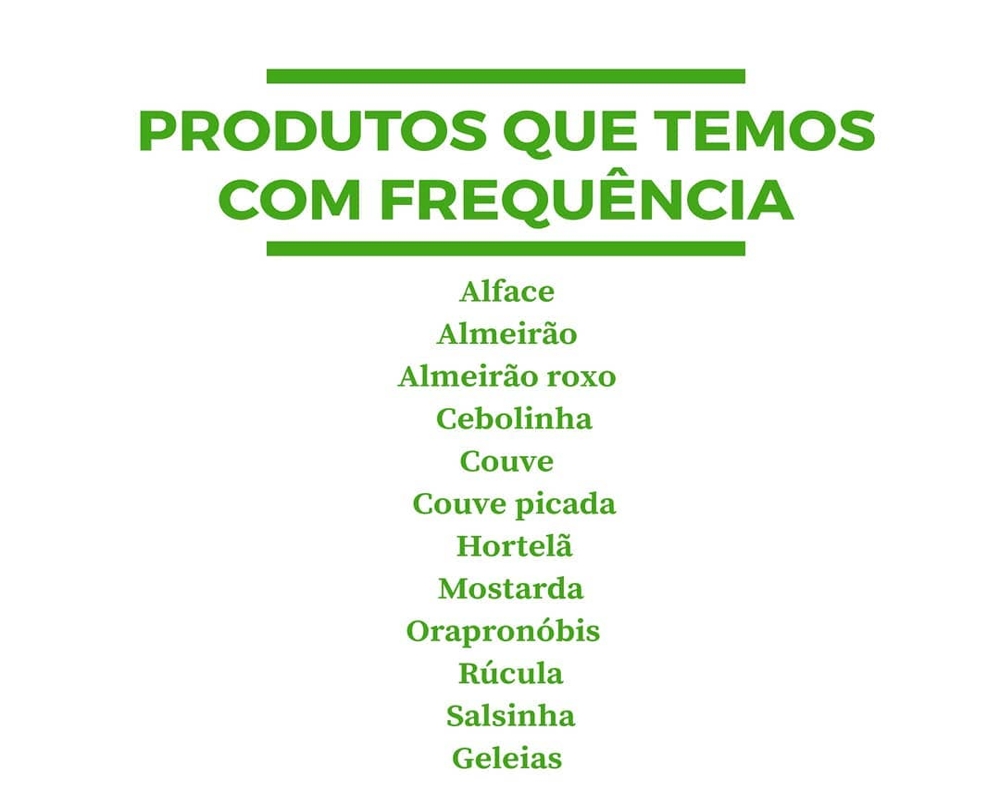 PRODUTOS QUE TEMOS
COM FREQUÊNCIA
Alface
Almeirão
Almeirão roxo
Cebolinha
Couve
Couve picada
Hortelã
Mostarda
Orapronóbis
Rúcula
Salsinha
Geleias